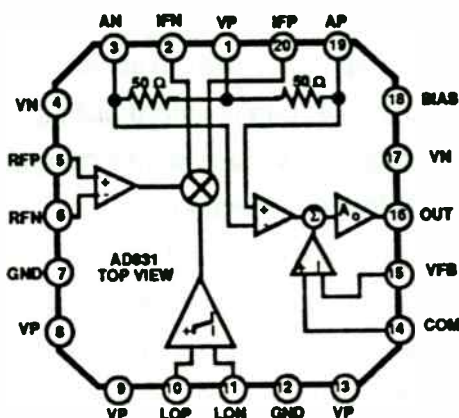 AN IFN VP IFP AP
3 2 1 20 19
50 Ω 50 Ω
VN 4 18 BIAS
RFP 5 + 17 VN
RFN 6 - + - Σ Ao 16 OUT
GND 7 AD831 TOP VIEW + - 15 VFB
VP 8 + - 14 COM
9 10 11 12 13
VP LOP LON GND VP